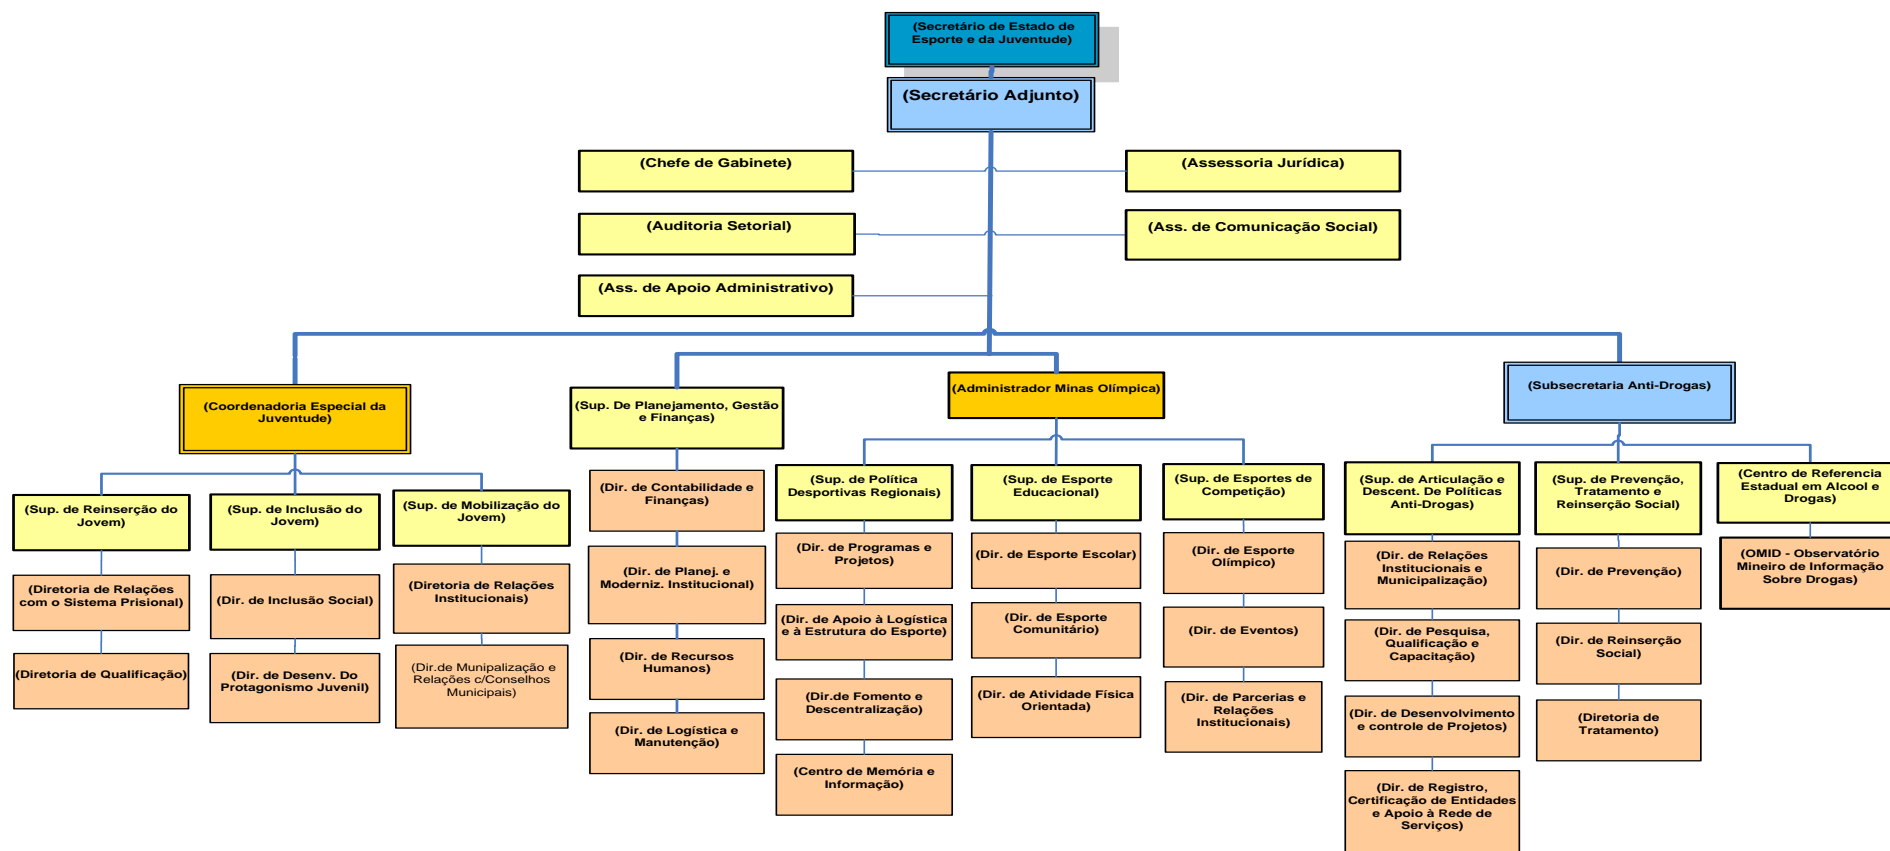 (Secretário de Estado de
Esporte e da Juventude)
(Secretário Adjunto)
(Chefe de Gabinete)
(Assessoria Jurídica)
(Auditoria Setorial)
(Ass. de Comunicação Social)
(Ass. de Apoio Administrativo)
(Coordenadoria Especial da
Juventude)
(Sup. De Planejamento, Gestão
e Finanças)
(Administrador Minas Olímpica)
(Subsecretaria Anti-Drogas)
(Sup. de Reinserção do
Jovem)
(Sup. de Inclusão do
Jovem)
(Sup. de Mobilização do
Jovem)
(Diretoria de Relações
com o Sistema Prisional)
(Diretoria de Qualificação)
(Dir. de Inclusão Social)
(Dir. de Desenv. Do
Protagonismo Juvenil)
(Diretoria de Relações
Institucionais)
(Dir.de Munipalização e
Relações c/Conselhos
Municipais)
(Dir. de Contabilidade e
Finanças)
(Dir. de Planej. e
Moderniz. Institucional)
(Dir. de Recursos
Humanos)
(Dir. de Logística e
Manutenção)
(Sup. de Política
Desportivas Regionais)
(Dir. de Programas e
Projetos)
(Dir. de Apoio à Logística
e à Estrutura do Esporte)
(Dir.de Fomento e
Descentralização)
(Centro de Memória e
Informação)
(Sup. de Esporte
Educacional)
(Dir. de Esporte Escolar)
(Dir. de Esporte
Comunitário)
(Dir. de Atividade Física
Orientada)
(Sup. de Esportes de
Competição)
(Dir. de Esporte
Olímpico)
(Dir. de Eventos)
(Dir. de Parcerias e
Relações
Institucionais)
(Sup. de Articulação e
Descent. De Políticas
Anti-Drogas)
(Dir. de Relações
Institucionais e
Municipalização)
(Dir. de Pesquisa,
Qualificação e
Capacitação)
(Dir. de Desenvolvimento
e controle de Projetos)
(Dir. de Registro,
Certificação de Entidades
e Apoio à Rede de
Serviços)
(Sup. de Prevenção,
Tratamento e
Reinserção Social)
(Dir. de Prevenção)
(Dir. de Reinserção
Social)
(Diretoria de
Tratamento)
(Centro de Referencia
Estadual em Alcool e
Drogas)
(OMID - Observatório
Mineiro de Informação
Sobre Drogas)